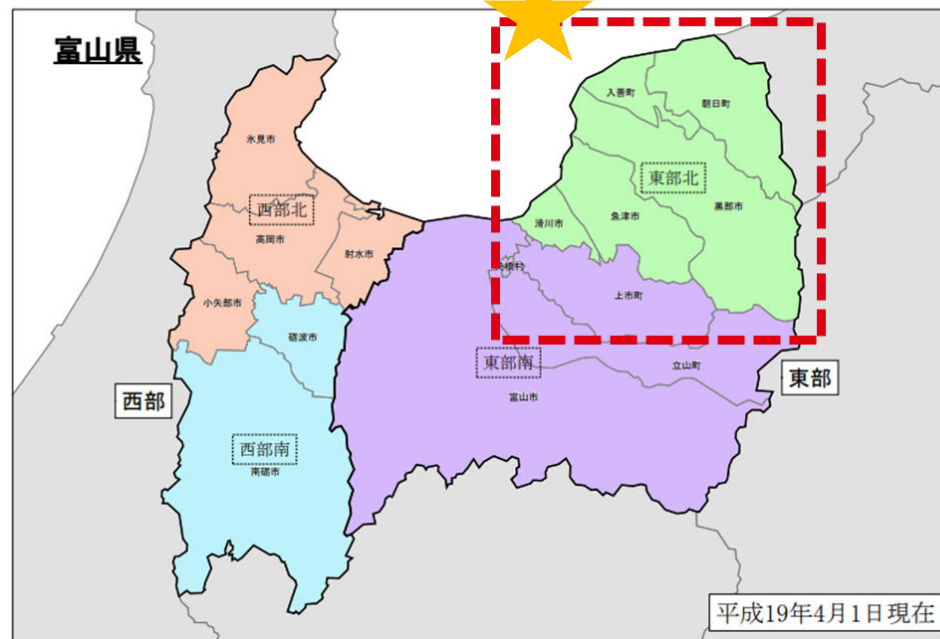 富山県
入善町
朝日町
氷見市
東部北
黒部市
西部北
魚津市
滑川市
高岡市
射水市
上市町
小矢部市
砺波市
東部南
立山町
東部
西部
富山市
西部南
南砺市
平成19年4月1日現在